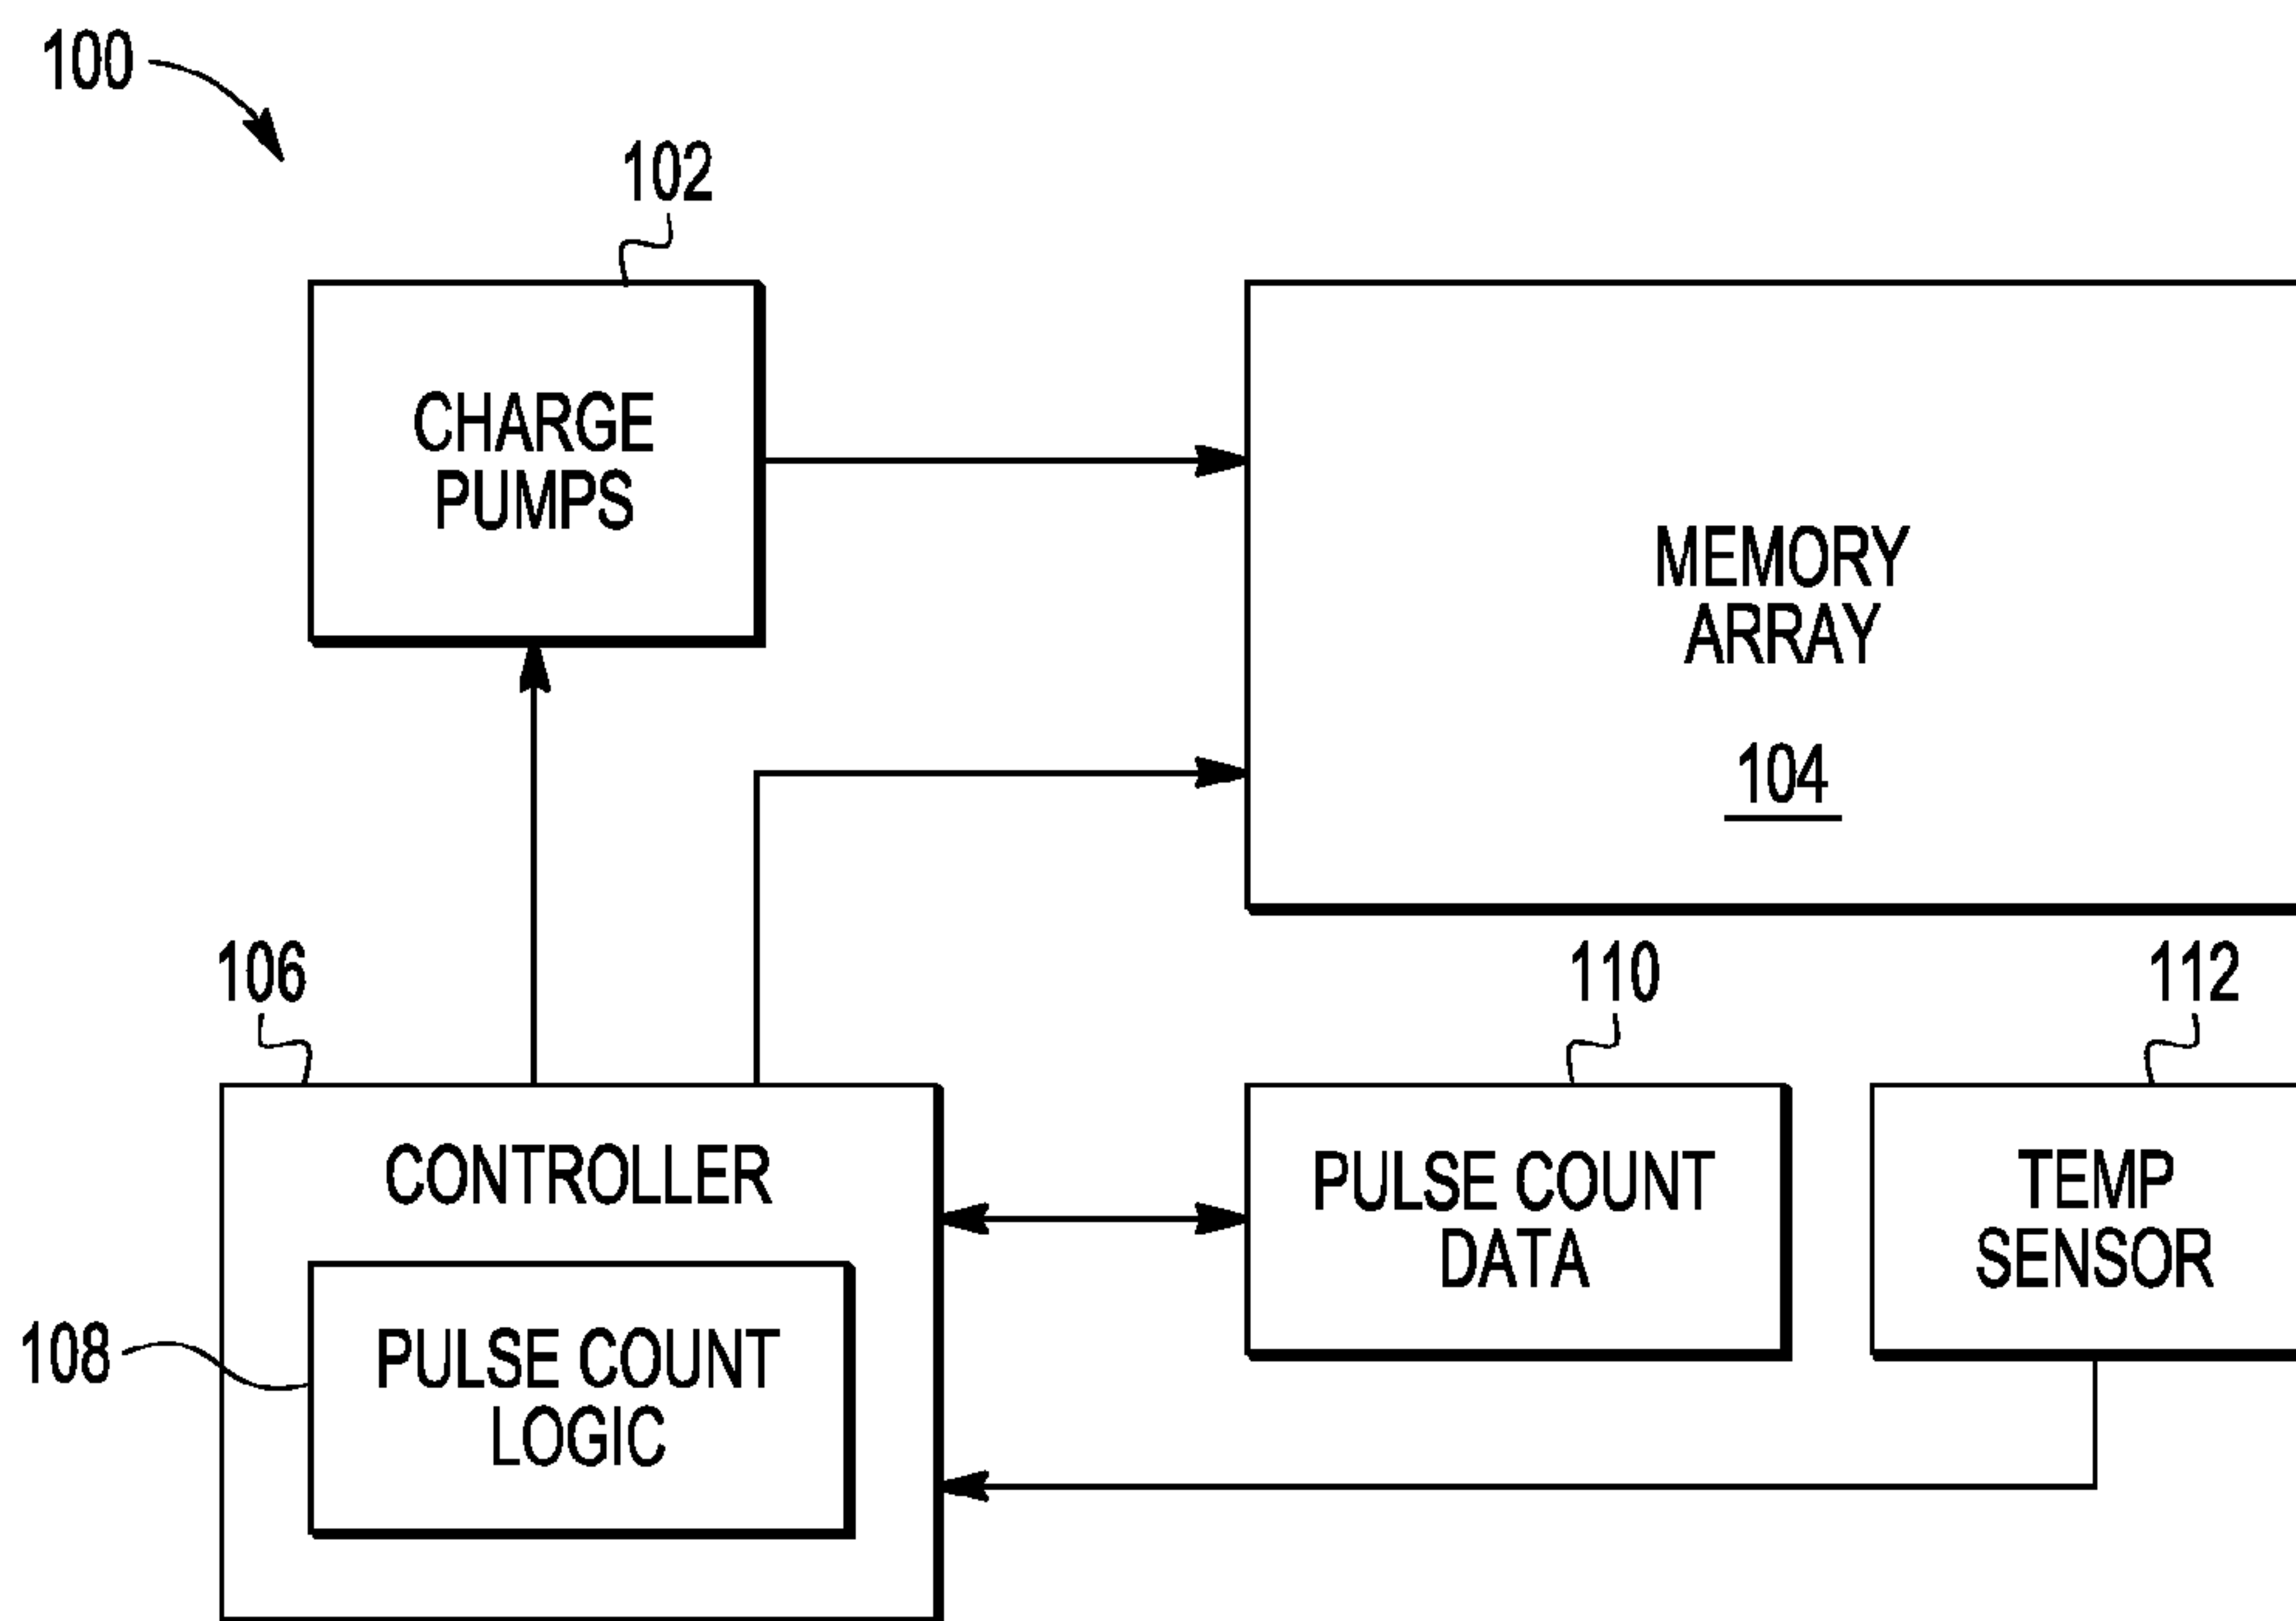 100
102
CHARGE
PUMPS
MEMORY
ARRAY
104
106
110
112
CONTROLLER
PULSE COUNT
DATA
TEMP
SENSOR
108
PULSE COUNT
LOGIC